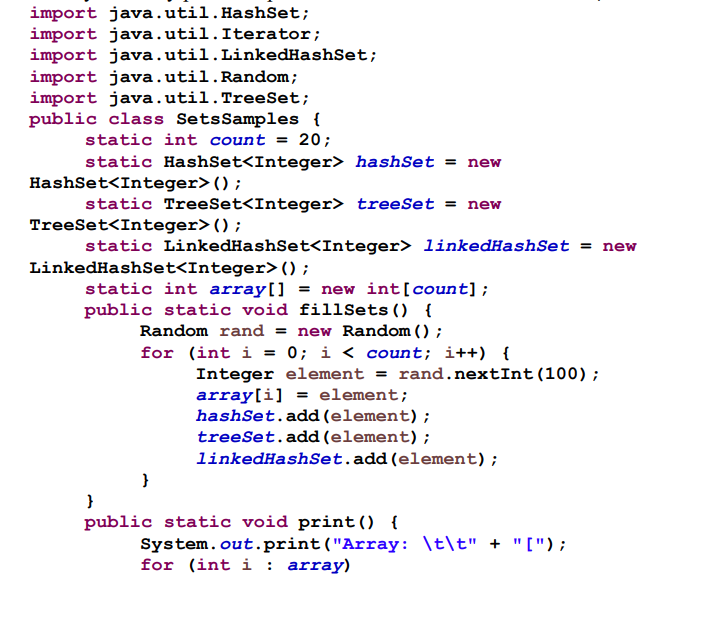 import java.util.HashSet;
import java.util.Iterator;
import java.util.LinkedHashSet;
import java.util.Random;
import java.util.TreeSet;
public class SetsSamples {
static int count = 20;
static HashSet<Integer> hashSet = new
HashSet<Integer>();
static TreeSet<Integer> treeSet = new
TreeSet<Integer>();
static LinkedHashSet<Integer> linkedHashSet = new
LinkedHashSet<Integer>();
static int array[] = new int[count];
public static void fillSets() {
Random rand = new Random();
for (int i = 0; i < count; i++) {
Integer element = rand.nextInt(100);
array[i] = element;
hashSet.add(element);
treeSet.add(element);
linkedHashSet.add(element);
}
}
public static void print() {
System.out.print("Array: \t\t" + "[");
for (int i : array)